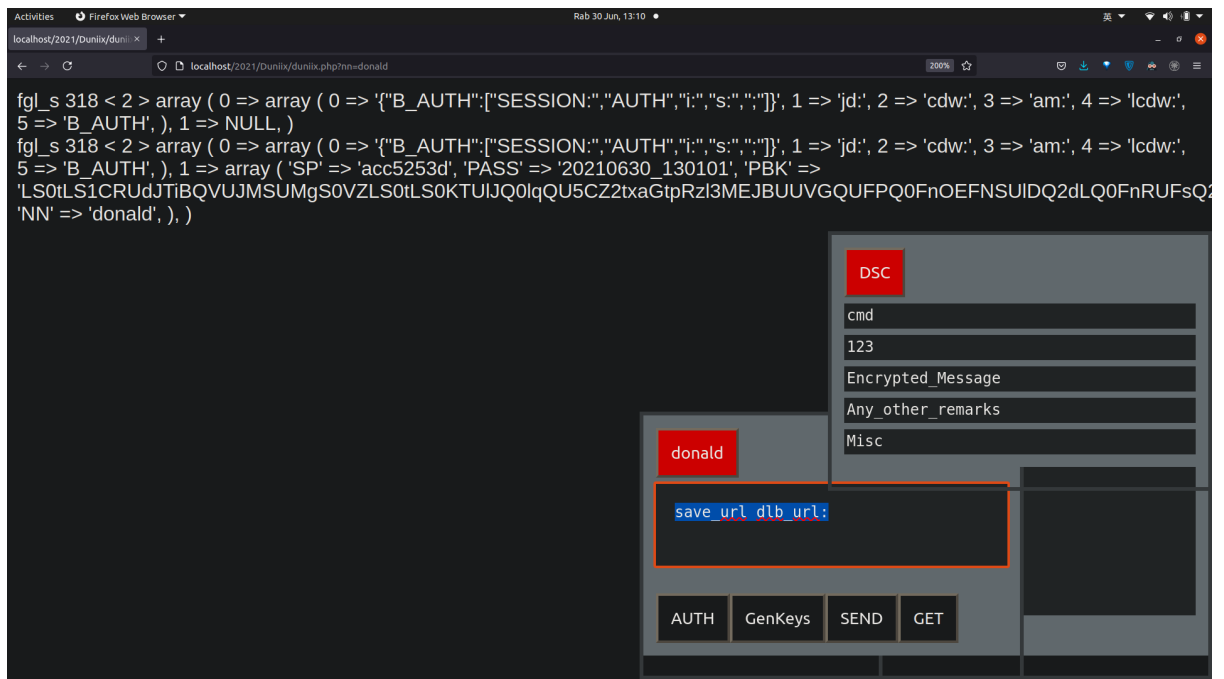 Activities Firefox Web Browser Rab 30 Jun, 13:10 英
localhost/2021/Duniix/dunii
localhost/2021/Duniix/duniix.php?nn=donald 200%
fgl_s 318 < 2 > array ( 0 => array ( 0 => '{"B_AUTH":["SESSION:","AUTH","i:","s:",";"]}', 1 => 'jd:', 2 => 'cdw:', 3 => 'am:', 4 => 'lcdw:',
5 => 'B_AUTH', ), 1 => NULL, )
fgl_s 318 < 2 > array ( 0 => array ( 0 => '{"B_AUTH":["SESSION:","AUTH","i:","s:",";"]}', 1 => 'jd:', 2 => 'cdw:', 3 => 'am:', 4 => 'lcdw:',
5 => 'B_AUTH', ), 1 => array ( 'SP' => 'acc5253d', 'PASS' => '20210630_130101', 'PBK' =>
'NN' => 'donald', ), )
DSC
cmd
123
Encrypted_Message
Any_other_remarks
Misc
donald
save_url dlb_url:
AUTH GenKeys SEND GET